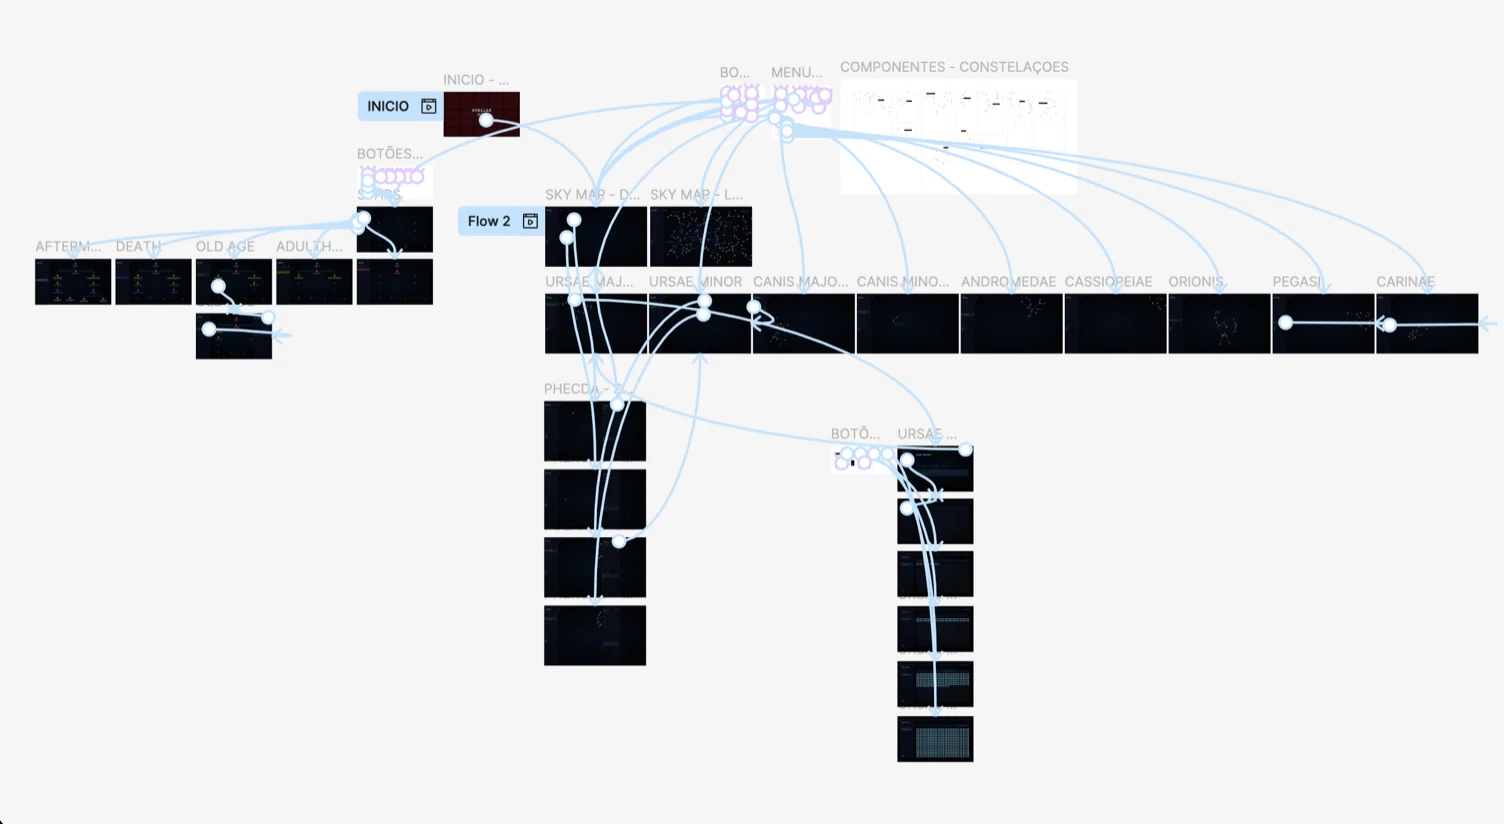 BO...
MENU...
COMPONENTES - CONSTELAÇOES
INICIO - ...
INICIO
BOTÕES...
SKY MAP - D...
SKY MAP - L...
Flow 2
AFTERM...
DEATH
OLD AGE
ADULTH...
URSAE MAJ...
URSAE MINOR
CANIS MAJO...
CANIS MINO...
ANDROMEDAE
CASSIOPEIAE
ORIONIS
PEGASI
CARINAE
PHECDA - 
BOTÕ...
URSAE ...